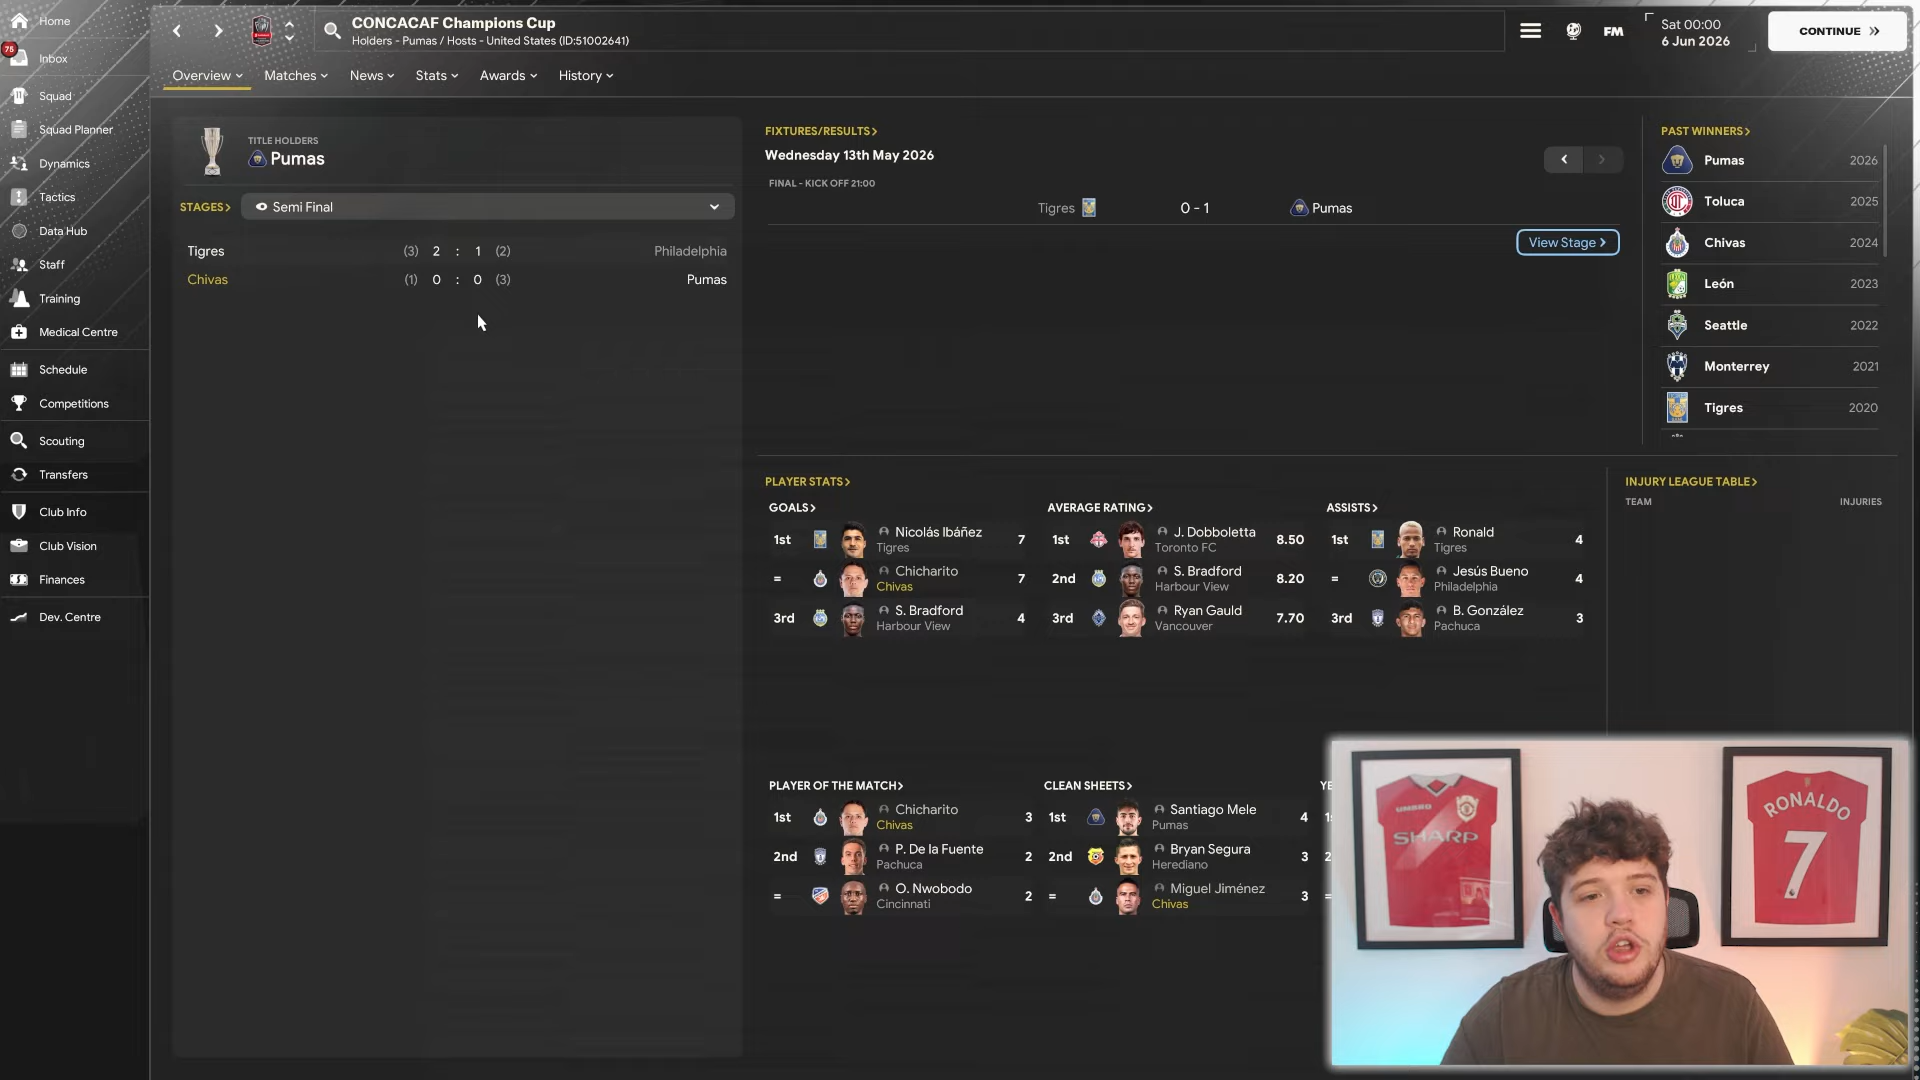 Home
76
Inbox
Squad
Squad Planner
Dynamics
Tactics
Data Hub
Staff
Training
Medical Centre
Schedule
Competitions
Scouting
Transfers
Club Info
Club Vision
Finances
Dev. Centre
CONCACAF Champions Cup
Holders - Pumas / Hosts - United States (ID:51002641)
FM
Sat 00:00
6 Jun 2026
CONTINUE
Overview Matches News Stats Awards History
TITLE HOLDERS
Pumas
STAGES> Semi Final
Tigres (3) 2 : 1 (2) Philadelphia
Chivas (1) 0 : 0 (3) Pumas
FIXTURES/RESULTS>
Wednesday 13th May 2026
FINAL - KICK OFF 21:00
Tigres 0 - 1 Pumas
View Stage >
PAST WINNERS>
Pumas 2026
Toluca 2025
Chivas 2024
León 2023
Seattle 2022
Monterrey 2021
Tigres 2020
PLAYER STATS>
GOALS>
1st Nicolás Ibáñez 7
Tigres
= Chicharito 7
Chivas
3rd S. Bradford 4
Harbour View
AVERAGE RATING>
1st J. Dobboletta 8.50
Toronto FC
2nd S. Bradford 8.20
Harbour View
3rd Ryan Gauld 7.70
Vancouver
ASSISTS>
1st Ronald 4
Tigres
= Jesús Bueno 4
Philadelphia
3rd B. González 3
Pachuca
INJURY LEAGUE TABLE>
TEAM INJURIES
PLAYER OF THE MATCH>
1st Chicharito 3
Chivas
2nd P. De la Fuente 2
Pachuca
= O. Nwobodo 2
Cincinnati
CLEAN SHEETS>
1st Santiago Mele 4
Pumas
2nd Bryan Segura 3
Herediano
= Miguel Jiménez 3
Chivas
YE
1
2
=
UMBRO
SHARP
RONALDO
7